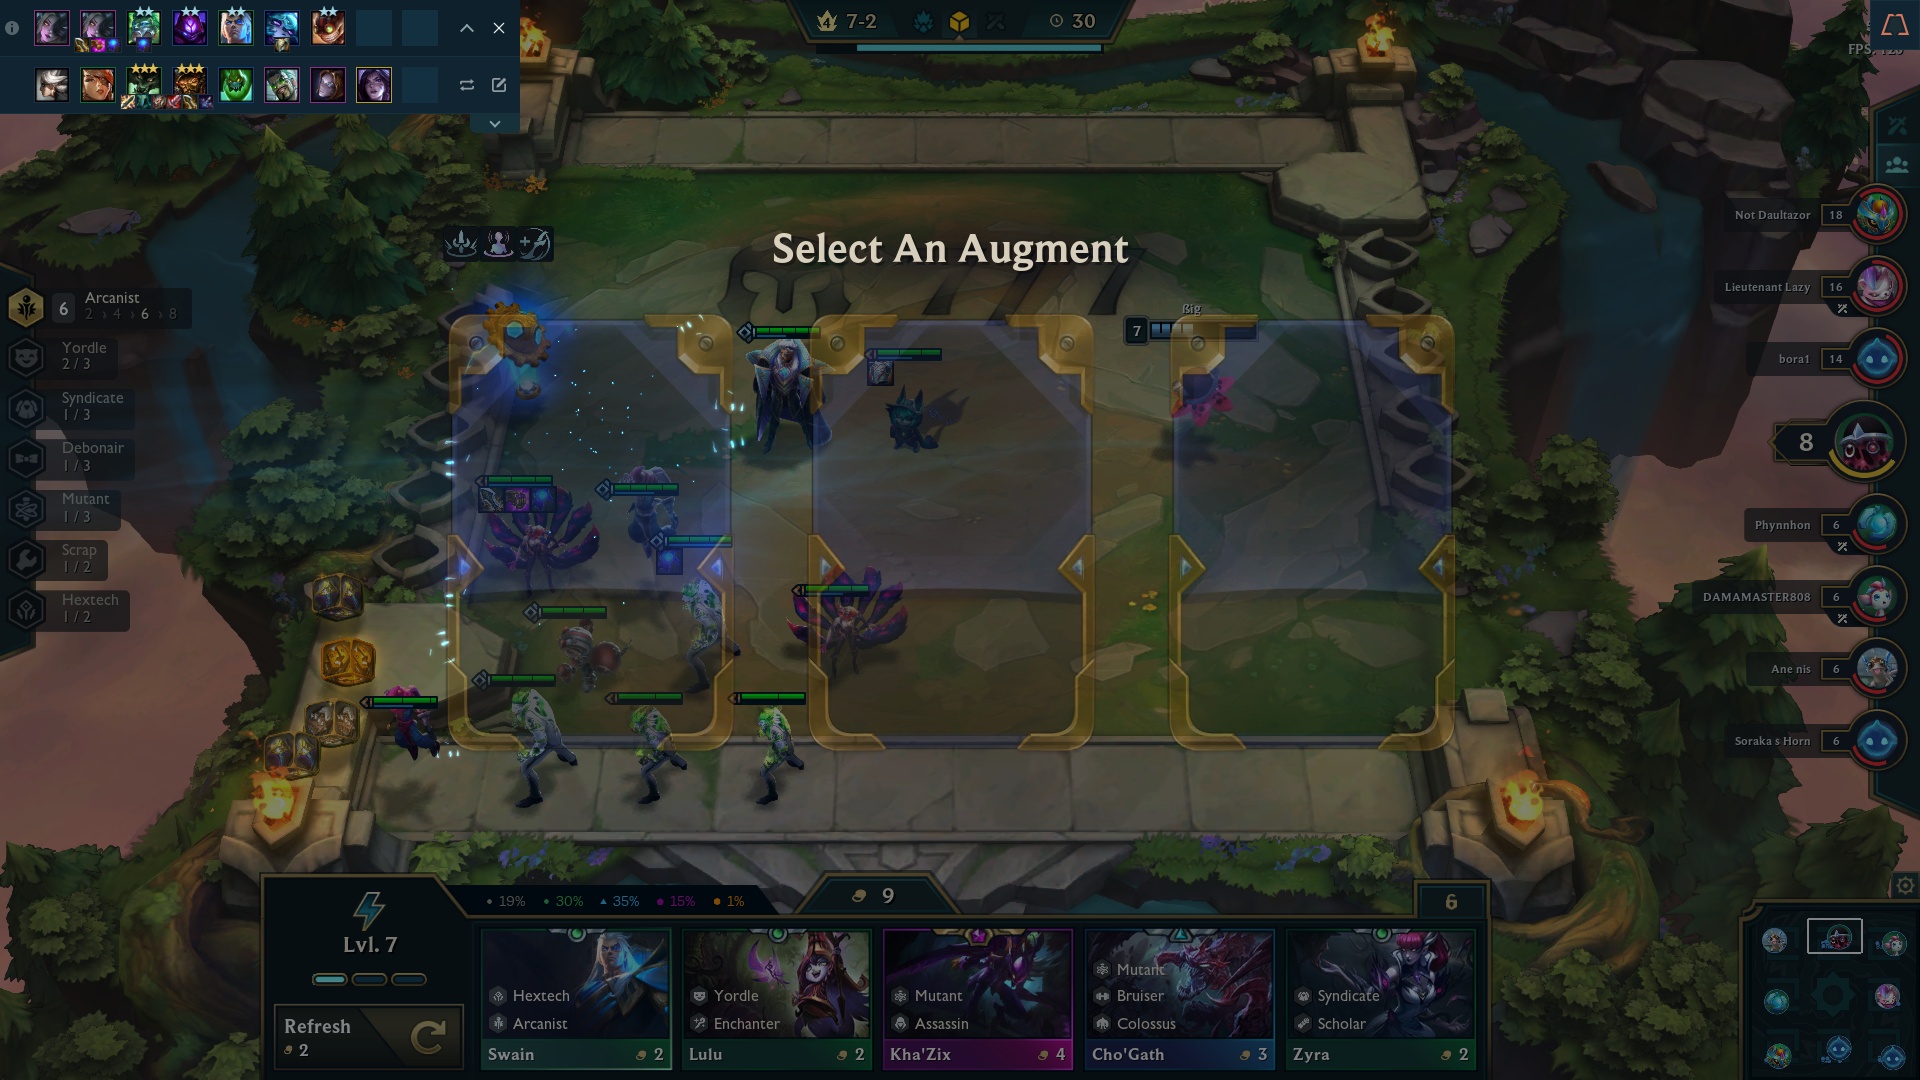 4
7-2
30
FPS:
Select An Augment
Not Daultazor 18
Lieutenant Lazy 16
bora1 14
8
Phynnhon 6
DAMAMASTER808 6
Ane nis 6
Soraka s Horn 6
6 Arcanist
2 › 4 › 6 › 8
Yordle
2 / 3
Syndicate
1 / 3
Debonair
1 / 3
Mutant
1 / 3
Scrap
1 / 2
Hextech
1 / 2
ßig
7
19% 30% 35% 15% 1%
9
6
Lvl. 7
Refresh
2
Hextech
Arcanist
Swain 2
Yordle
Enchanter
Lulu 2
Mutant
Assassin
Kha'Zix 4
Mutant
Bruiser
Colossus
Cho'Gath 3
Syndicate
Scholar
Zyra 2